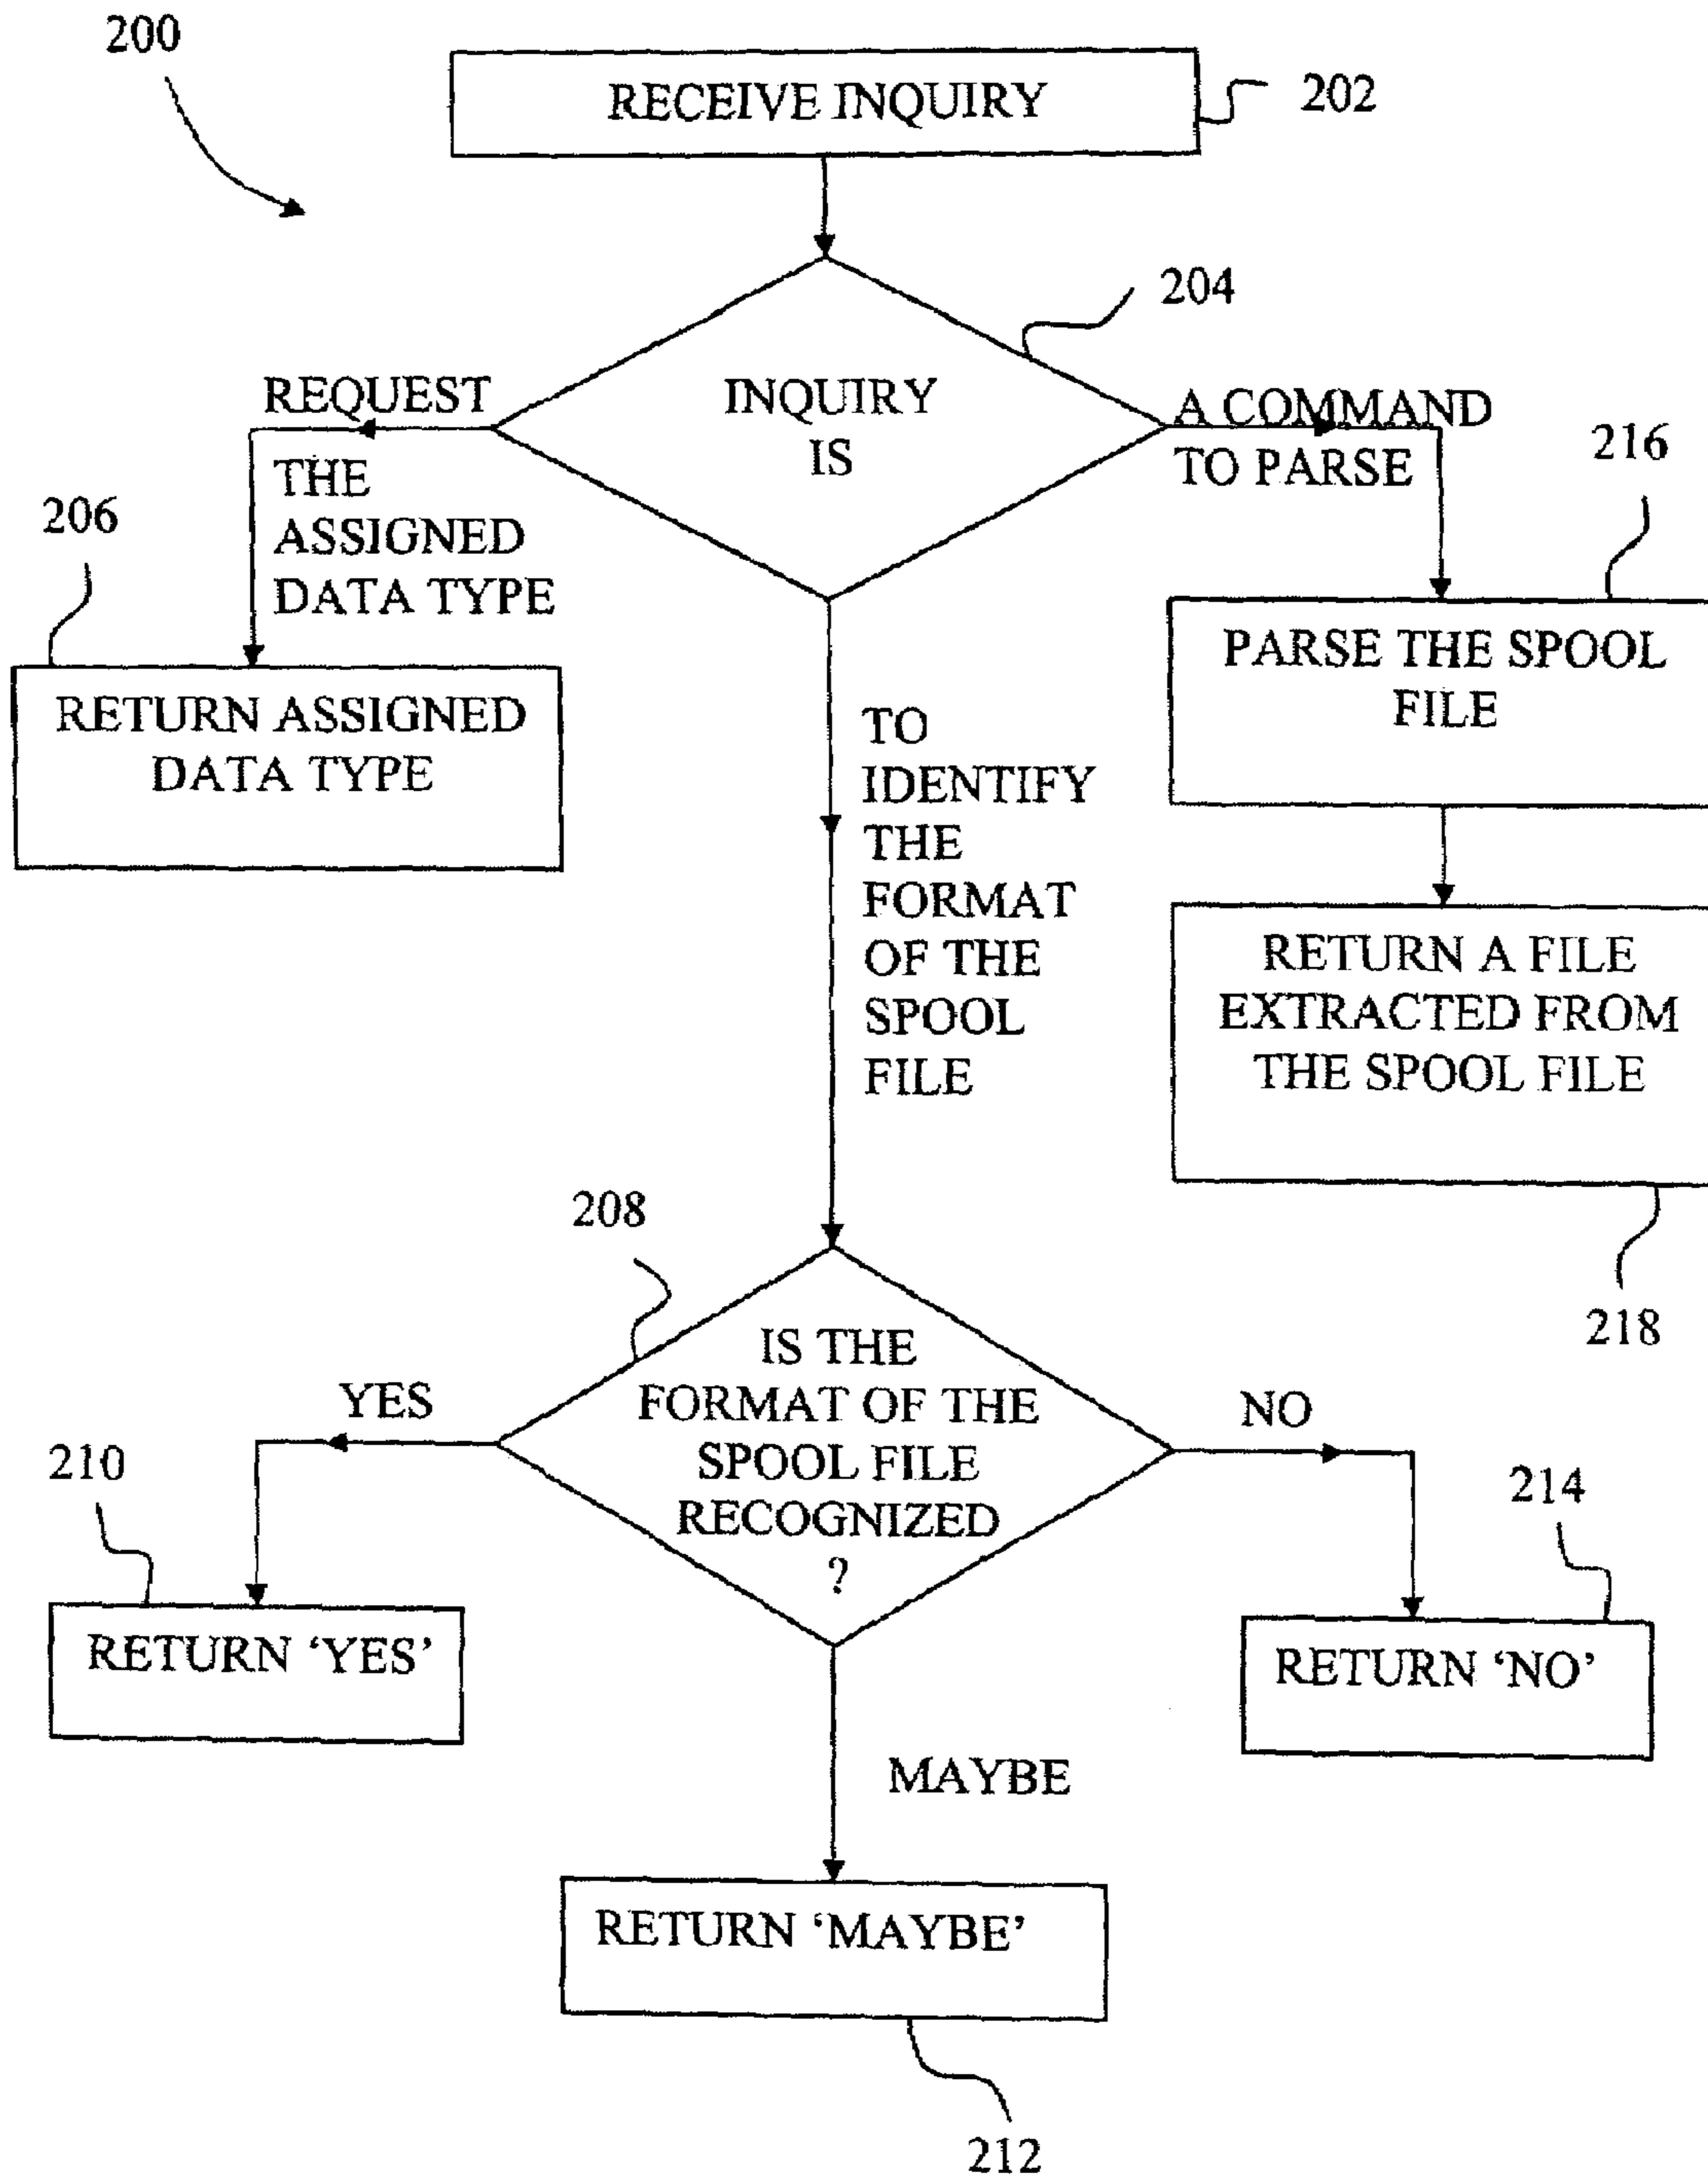 200
RECEIVE INQUIRY
202
204
INQUIRY
IS
REQUEST
THE
ASSIGNED
DATA TYPE
A COMMAND
TO PARSE
206
216
RETURN ASSIGNED
DATA TYPE
PARSE THE SPOOL
FILE
TO
IDENTIFY
THE
FORMAT
OF THE
SPOOL
FILE
RETURN A FILE
EXTRACTED FROM
THE SPOOL FILE
218
208
IS THE
FORMAT OF THE
SPOOL FILE
RECOGNIZED
?
YES
NO
210
214
RETURN ‘YES’
RETURN ‘NO’
MAYBE
RETURN ‘MAYBE’
212